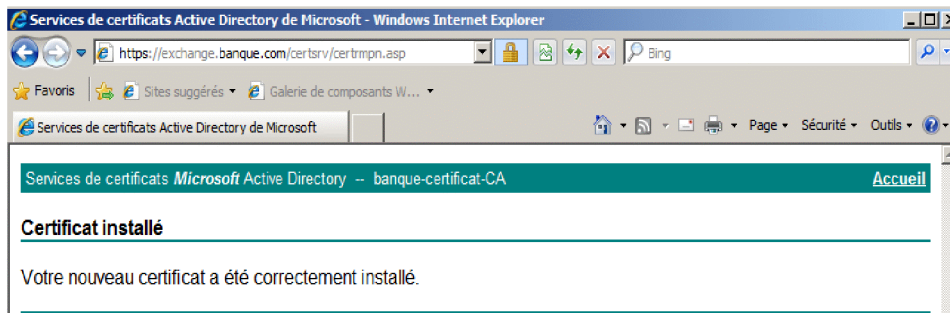 Services de certificats Active Directory de Microsoft - Windows Internet Explorer
https://exchange.banque.com/certsrv/certrmpn.asp
Bing
Favoris Sites suggérés Galerie de composants W...
Services de certificats Active Directory de Microsoft
Page Sécurité Outils
Services de certificats Microsoft Active Directory -- banque-certificat-CA Accueil
Certificat installé
Votre nouveau certificat a été correctement installé.